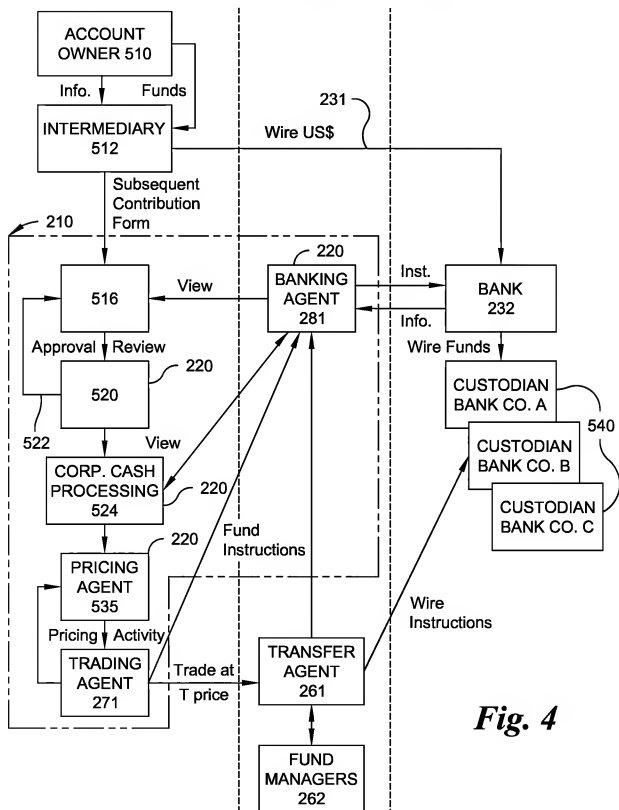 ACCOUNT
OWNER 510
Info.
Funds
231
INTERMEDIARY
512
Wire US$
Subsequent
Contribution
Form
210
220
516
View
BANKING
AGENT
281
Inst.
Info.
BANK
232
Approval
Review
220
Wire Funds
520
522
CUSTODIAN
BANK CO. A
540
View
CUSTODIAN
BANK CO. B
CORP. CASH
PROCESSING
524
220
CUSTODIAN
BANK CO. C
Fund
Instructions
220
PRICING
AGENT
535
Wire
Instructions
Pricing
Activity
TRADING
AGENT
271
Trade at
T price
TRANSFER
AGENT
261
Fig. 4
FUND
MANAGERS
262